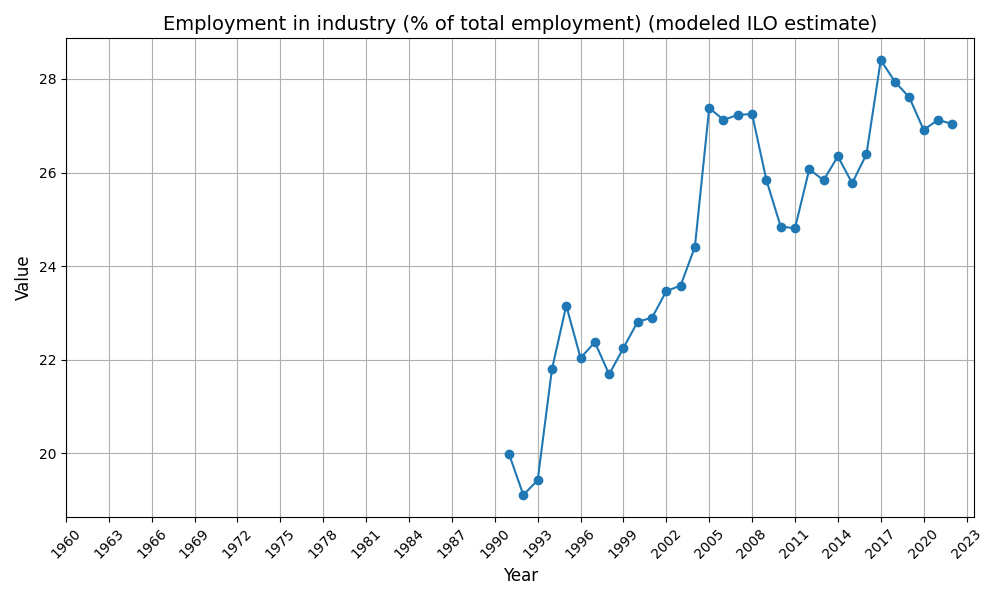 Employment in industry (% of total employment) (modeled ILO estimate)
Value
28
26
24
22
20
1960 1963 1966 1969 1972 1975 1978 1981 1984 1987 1990 1993 1996 1999 2002 2005 2008 2011 2014 2017 2020 2023
Year